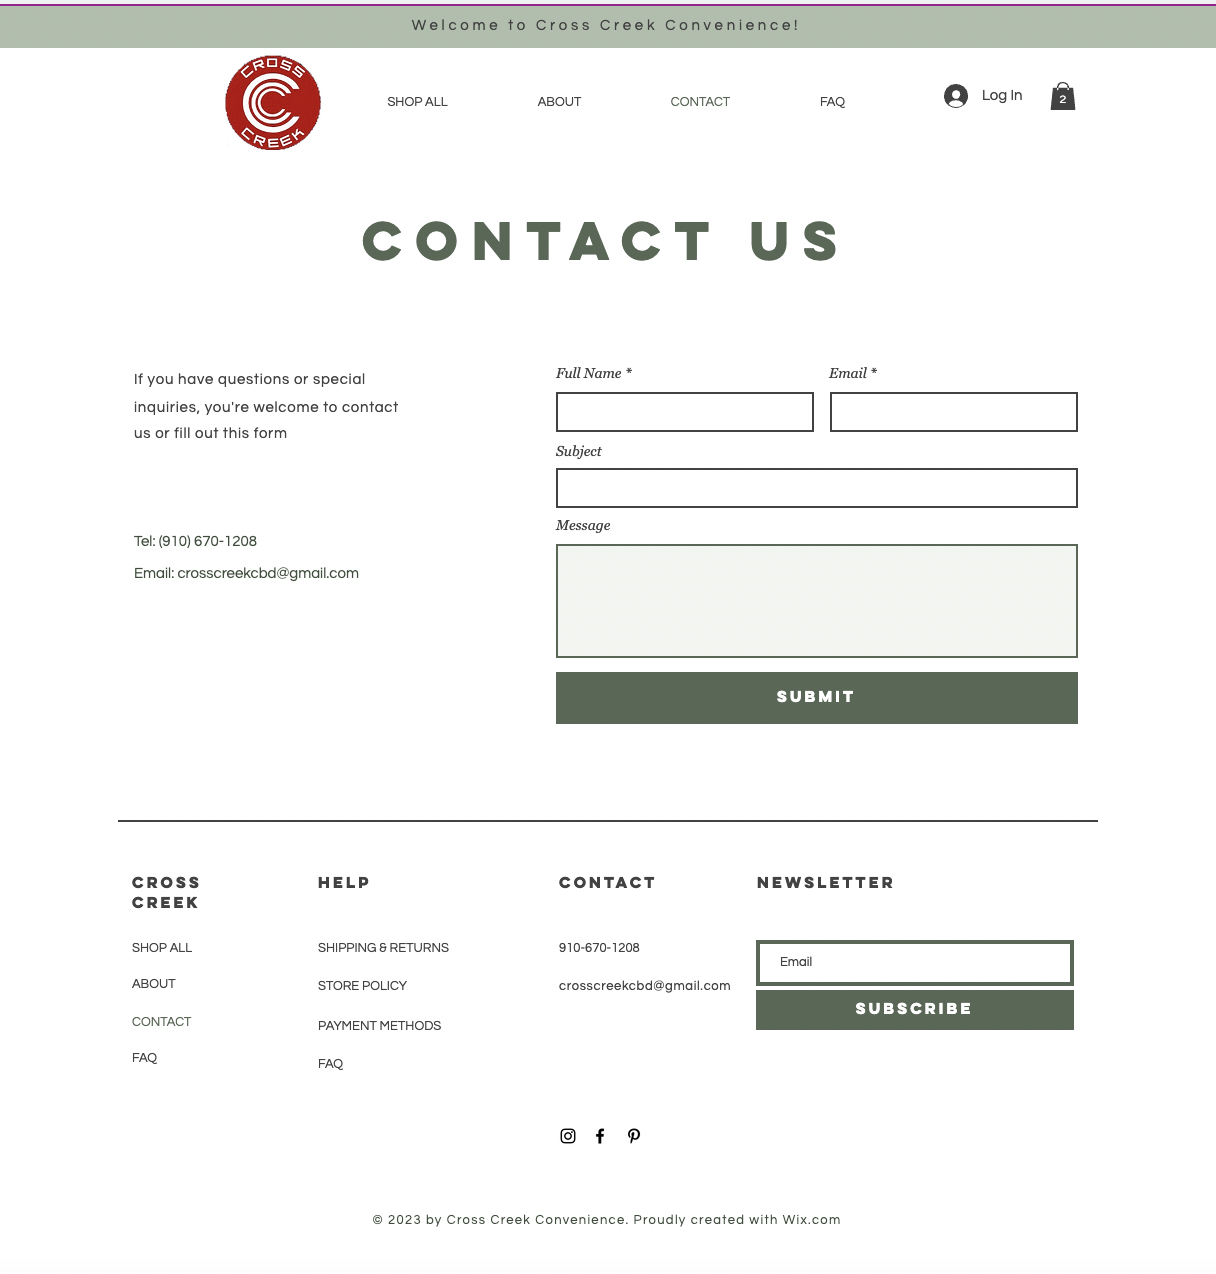 Welcome to Cross Creek Convenience!
CROSS
CREEK
SHOP ALL
ABOUT
CONTACT
FAQ
Log In
2
CONTACT US
If you have questions or special
inquiries, you're welcome to contact
us or fill out this form
Tel: (910) 670-1208
Email: crosscreekcbd@gmail.com
Full Name *
Email *
Subject
Message
SUBMIT
CROSS
CREEK
SHOP ALL
ABOUT
CONTACT
FAQ
HELP
SHIPPING & RETURNS
STORE POLICY
PAYMENT METHODS
FAQ
CONTACT
910-670-1208
crosscreekcbd@gmail.com
NEWSLETTER
Email
SUBSCRIBE
© 2023 by Cross Creek Convenience. Proudly created with Wix.com